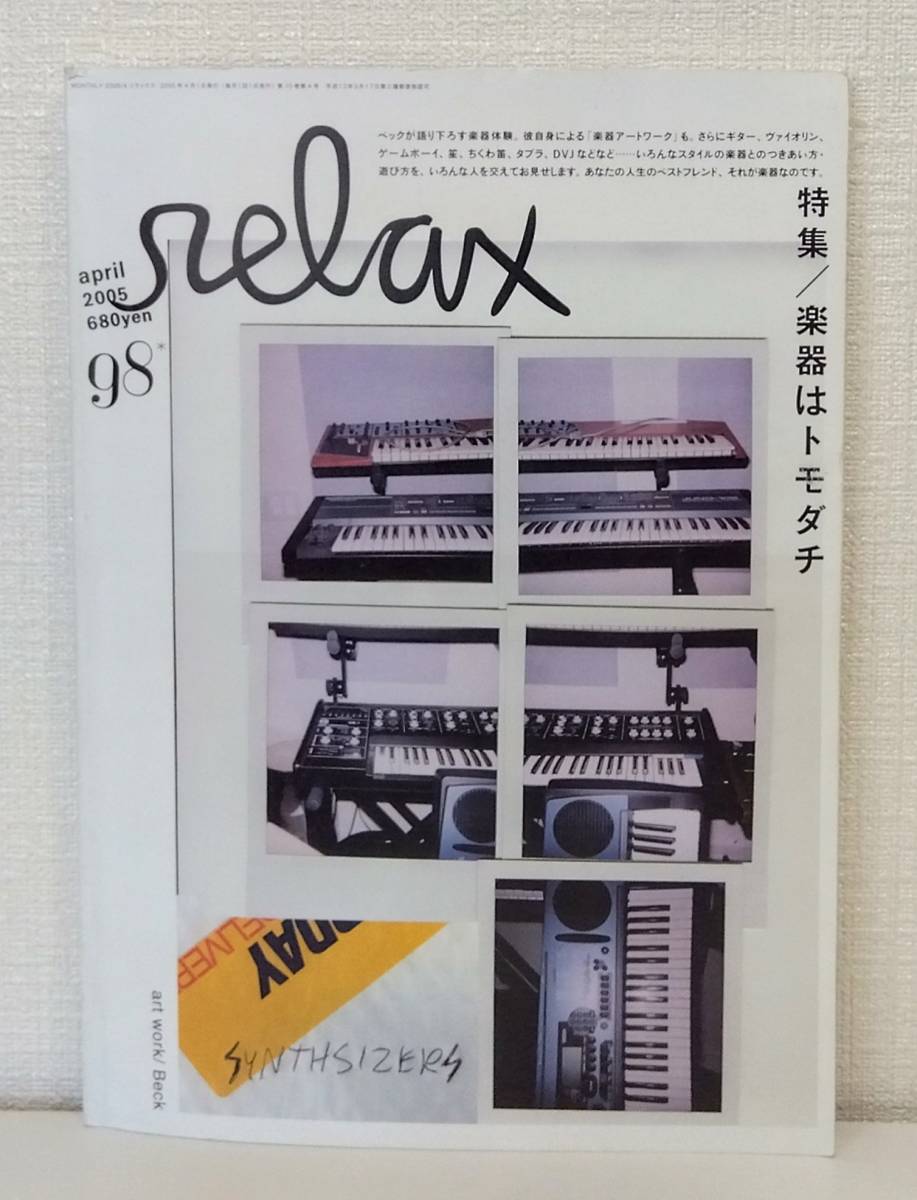 ベックが語り下ろす楽器体験。彼自身による「楽器アートワーク」も。さらにギター、ヴァイオリン、
ゲームボーイ、笙、ちくわ笛、タブラ、DVJなどなど……いろんなスタイルの楽器とのつきあい方・
遊び方を、いろんな人を交えてお見せします。あなたの人生のベストフレンド、それが楽器なのです。
relax
april
2005
680yen
98*
特集／楽器はトモダチ
SYNTHSIZERS
art work/ Beck